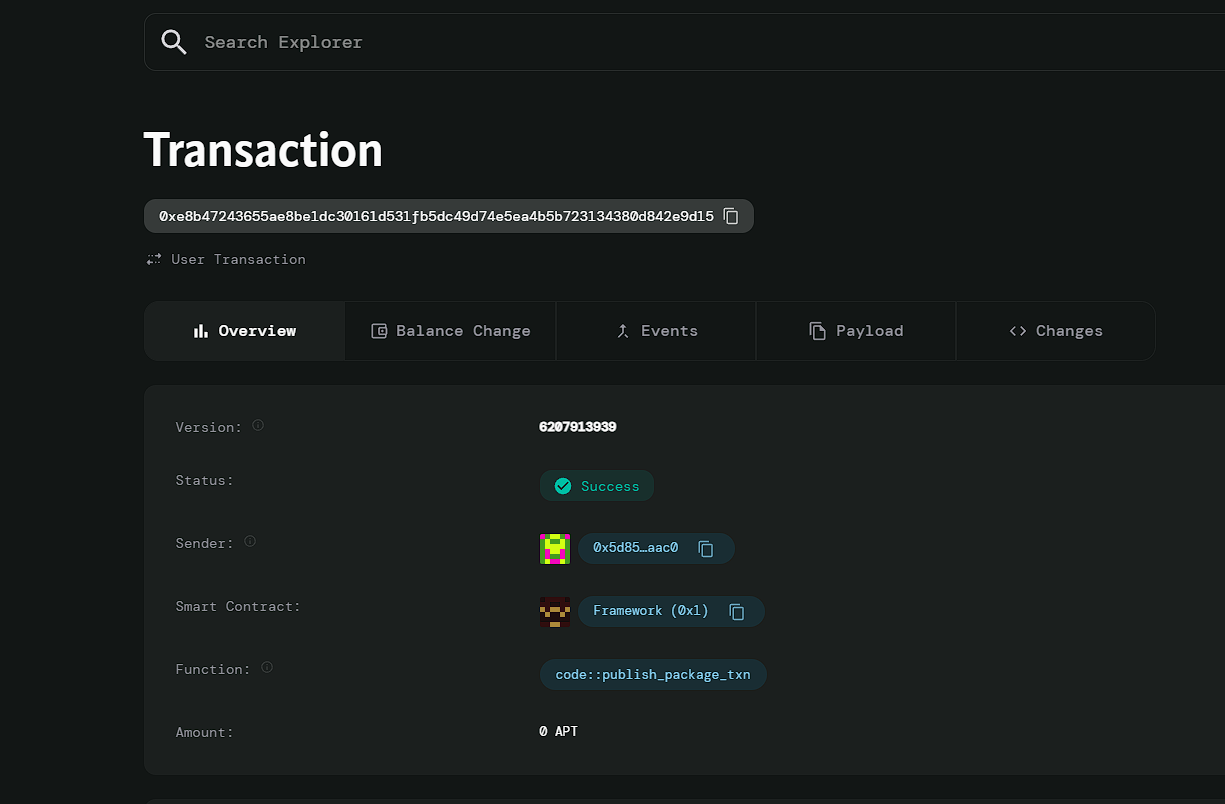 Search Explorer
Transaction
0xe8b47243655ae8be1dc30161d531fb5dc49d74e5ea4b5b723134380d842e9d15
User Transaction
Overview
Balance Change
Events
Payload
Changes
Version:
6207913939
Status:
Success
Sender:
0x5d85…aac0
Smart Contract:
Framework (0x1)
Function:
code::publish_package_txn
Amount:
0 APT